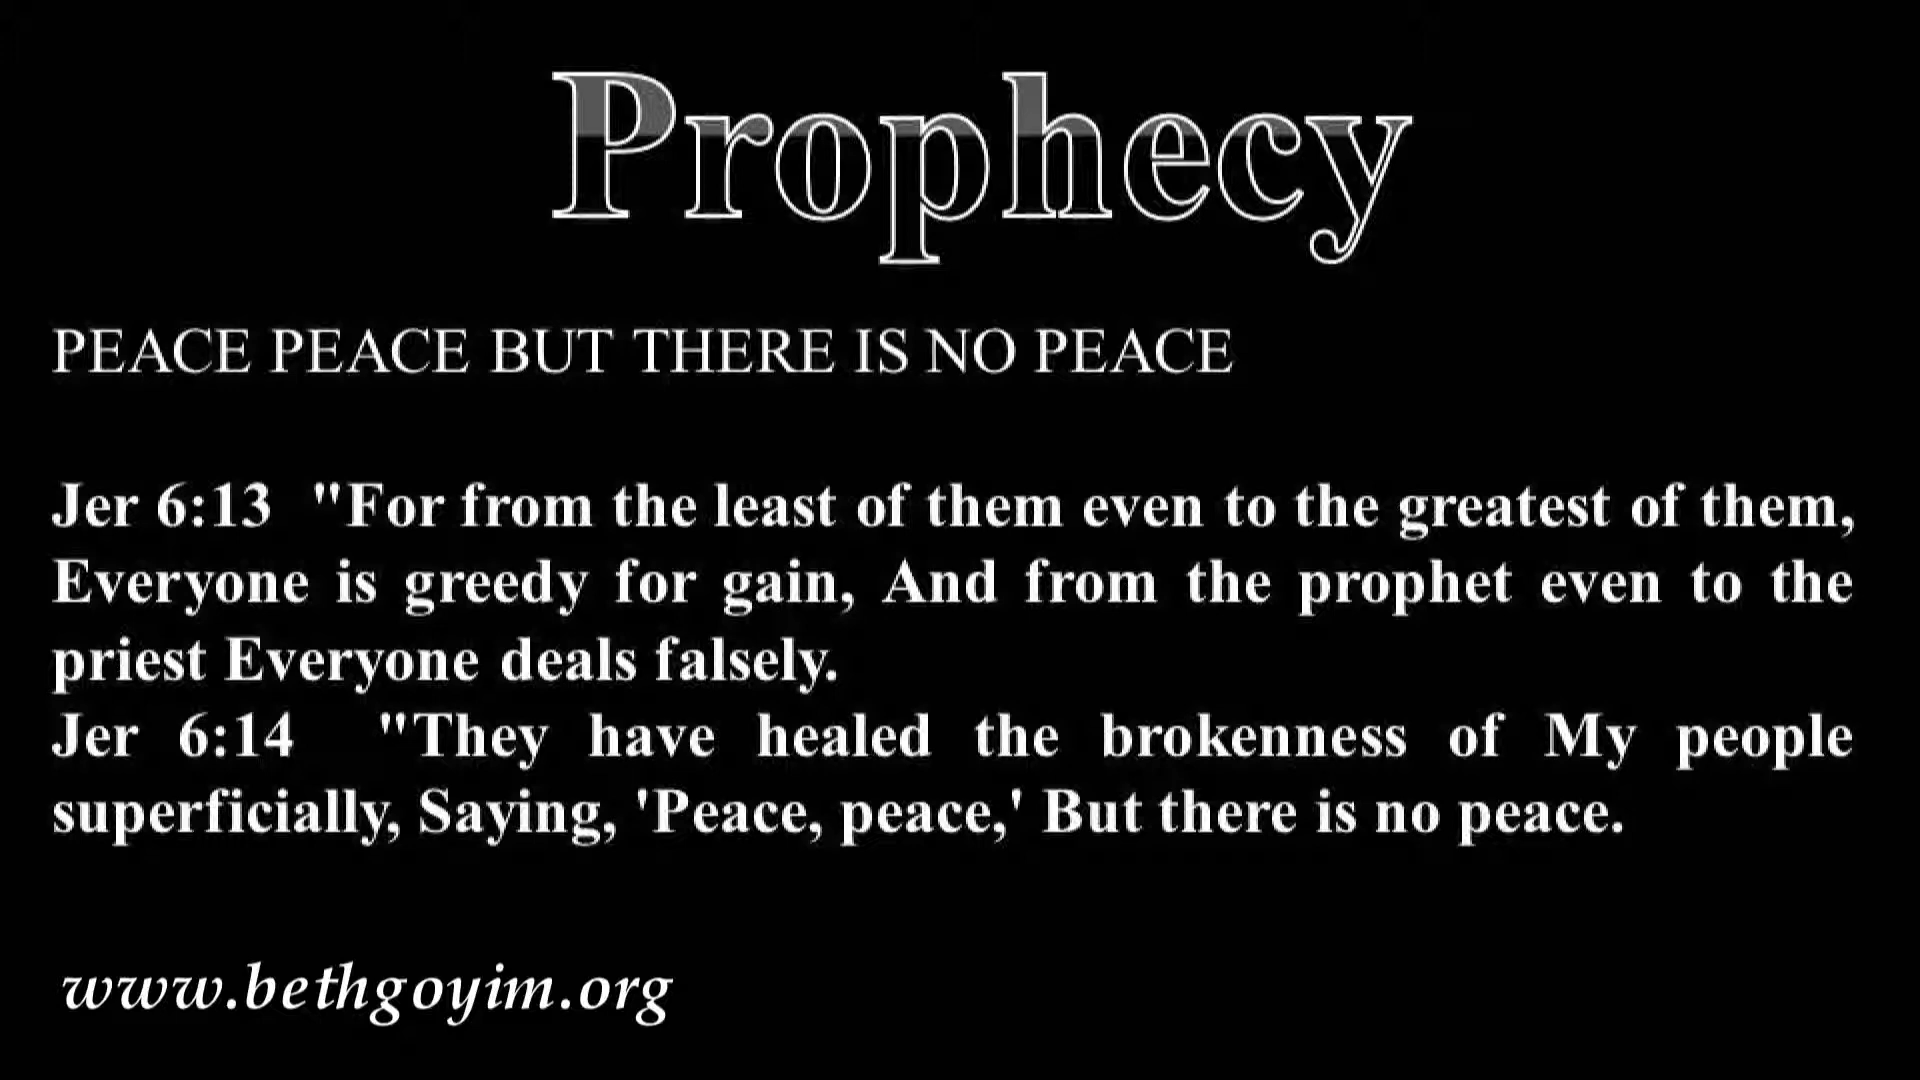 Prophecy
PEACE PEACE BUT THERE IS NO PEACE
Jer 6:13  "For from the least of them even to the greatest of them,
Everyone is greedy for gain, And from the prophet even to the
priest Everyone deals falsely.
Jer 6:14  "They have healed the brokenness of My people
superficially, Saying, 'Peace, peace,' But there is no peace.
www.bethgoyim.org